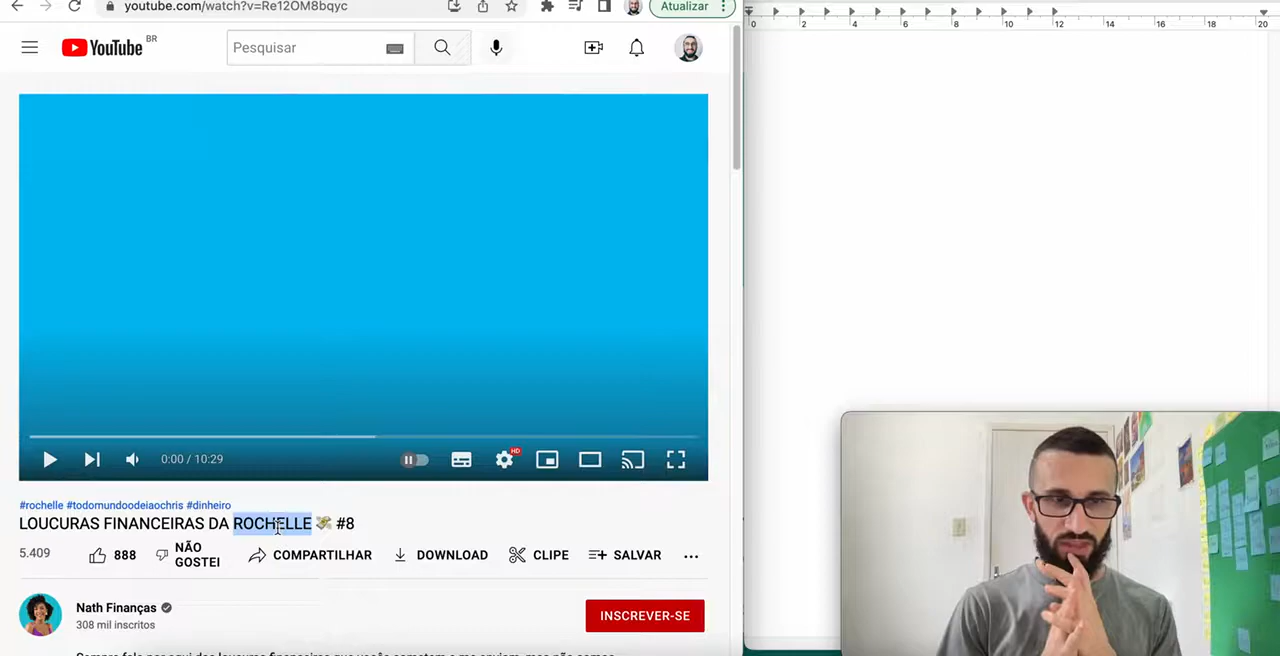 youtube.com/watch?v=Re12OM8bqyc
Atualizar
YouTube BR
Pesquisar
0 2 4 6 8 10 12 14 16 18 20
HD
0:00 / 10:29
#rochelle #todomundoodeiaochris #dinheiro
LOUCURAS FINANCEIRAS DA ROCHELLE 💸 #8
5.409
888
NÃO
GOSTEI
COMPARTILHAR
DOWNLOAD
CLIPE
SALVAR
Nath Finanças
308 mil inscritos
INSCREVER-SE